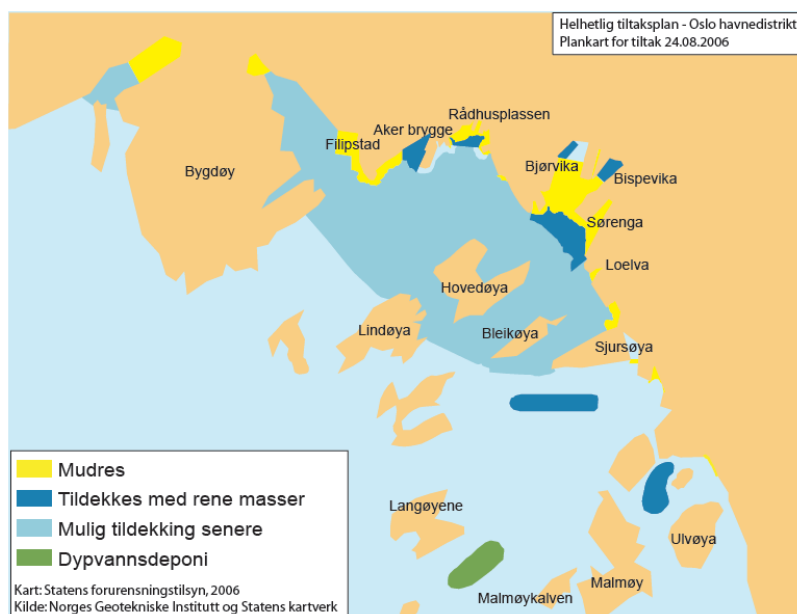 Helhetlig tiltaksplan - Oslo havnedistrikt
Plankart for tiltak 24.08.2006
Rådhusplassen
Aker brygge
Filipstad
Bygdøy
Bjørvika
Bispevika
Sørenga
Loelva
Hovedøya
Lindøya
Bleikøya
Sjursøya
Langøyene
Ulvøya
Malmøy
Malmøykalven
Mudres
Tildekkes med rene masser
Mulig tildekking senere
Dypvannsdeponi
Kart: Statens forurensningstilsyn, 2006
Kilde: Norges Geotekniske Institutt og Statens kartverk